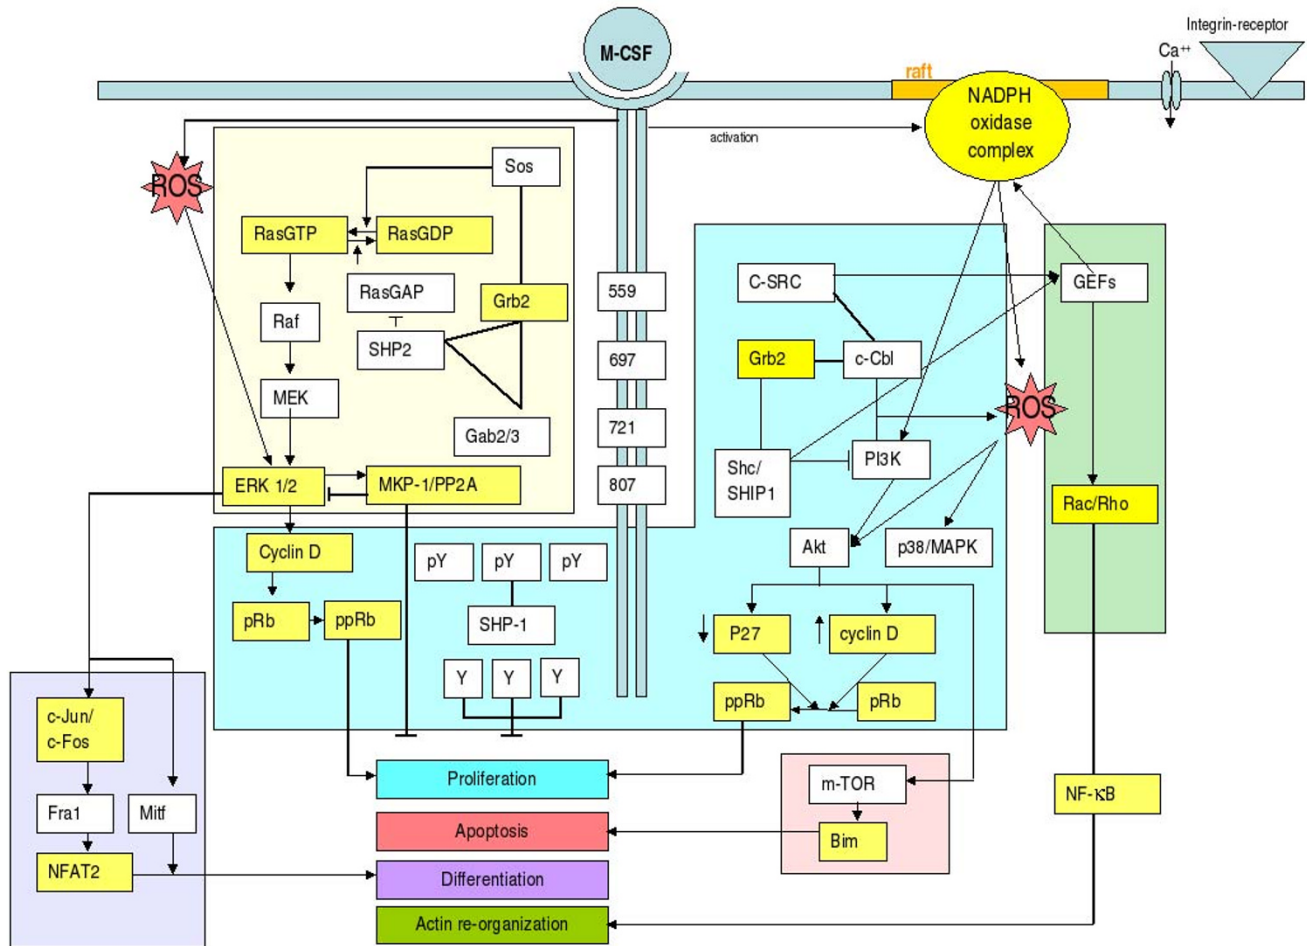 Integrin-receptor
M-CSF
Ca++
raft
NADPH
oxidase
complex
activation
ROS
Sos
RasGTP
RasGDP
RasGAP
Grb2
Raf
SHP2
MEK
Gab2/3
ERK 1/2
MKP-1/PP2A
559
697
721
807
C-SRC
GEFs
Grb2
c-Cbl
ROS
Shc/
SHIP1
PI3K
Rac/Rho
Akt
p38/MAPK
Cyclin D
pY
pY
pY
pRb
ppRb
SHP-1
Y
Y
Y
P27
cyclin D
ppRb
pRb
c-Jun/
c-Fos
Fra1
Mitf
NFAT2
Proliferation
Apoptosis
Differentiation
Actin re-organization
m-TOR
Bim
NF-κB